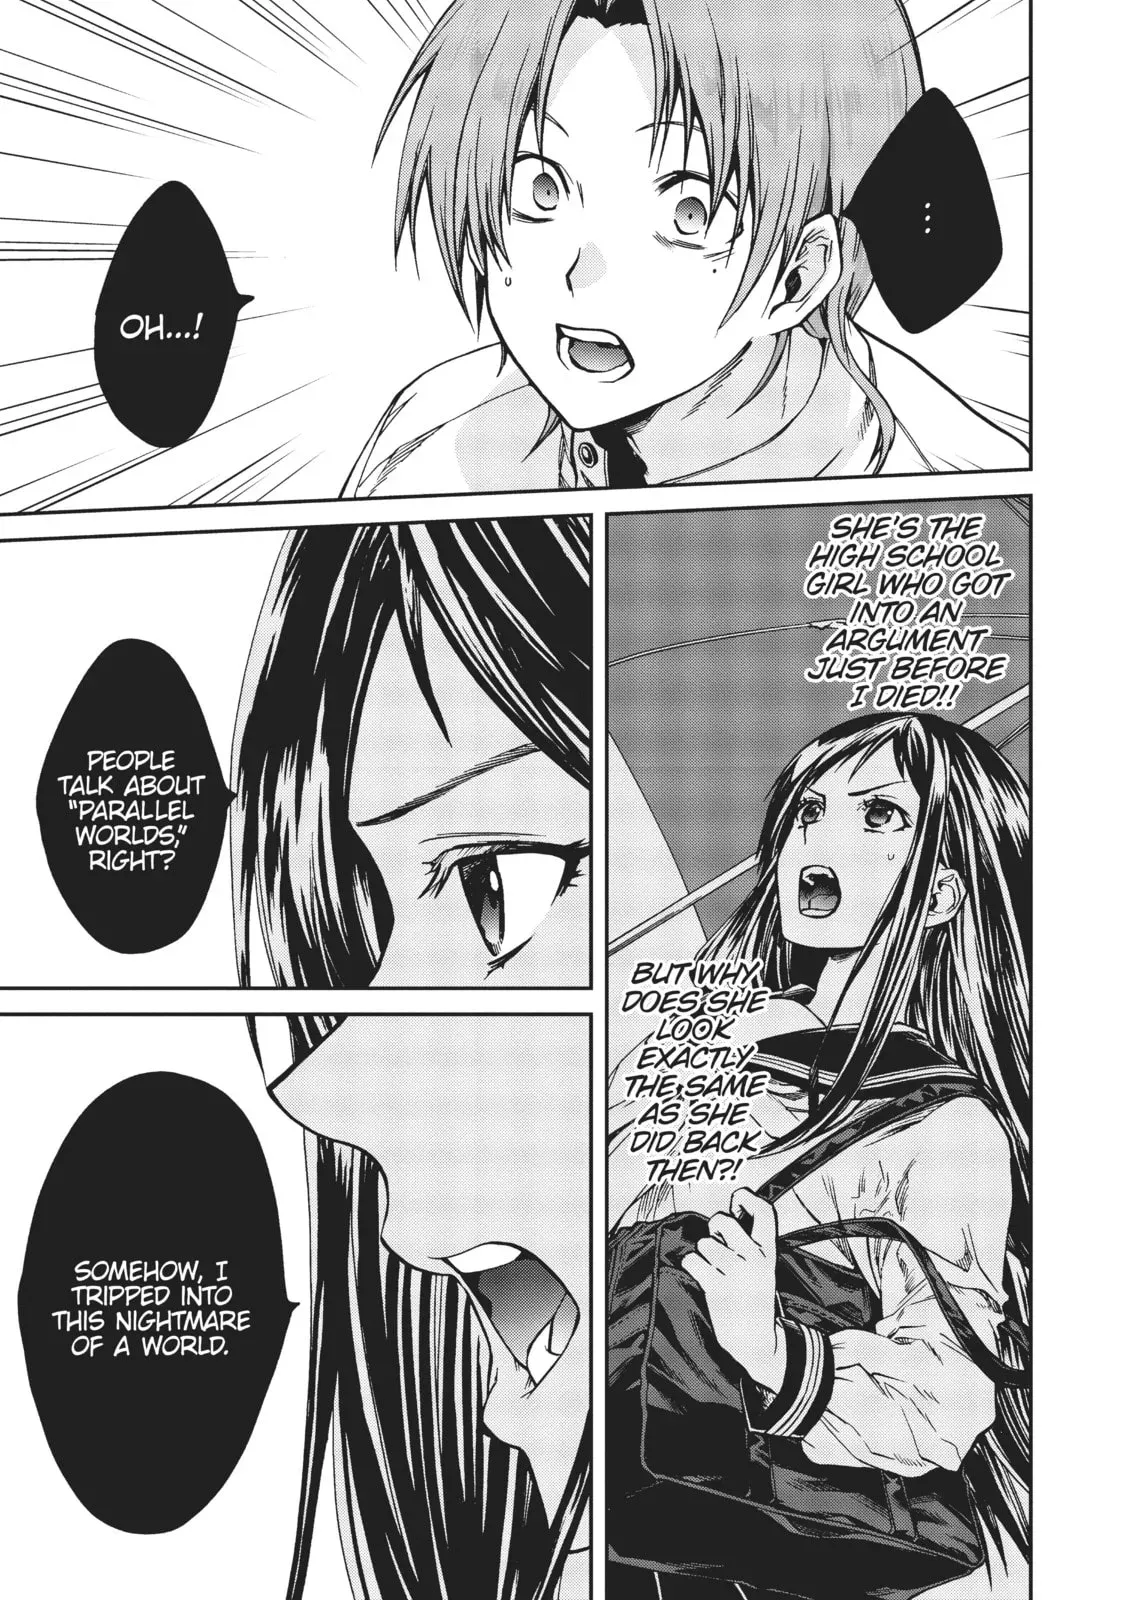 ...
OH...!
SHE'S THE
HIGH SCHOOL
GIRL WHO GOT
INTO AN
ARGUMENT
JUST BEFORE
I DIED!!
BUT WHY
DOES SHE
LOOK
EXACTLY
THE SAME
AS SHE
DID BACK
THEN?!
PEOPLE
TALK ABOUT
"PARALLEL
WORLDS,"
RIGHT?
SOMEHOW, I
TRIPPED INTO
THIS NIGHTMARE
OF A WORLD.